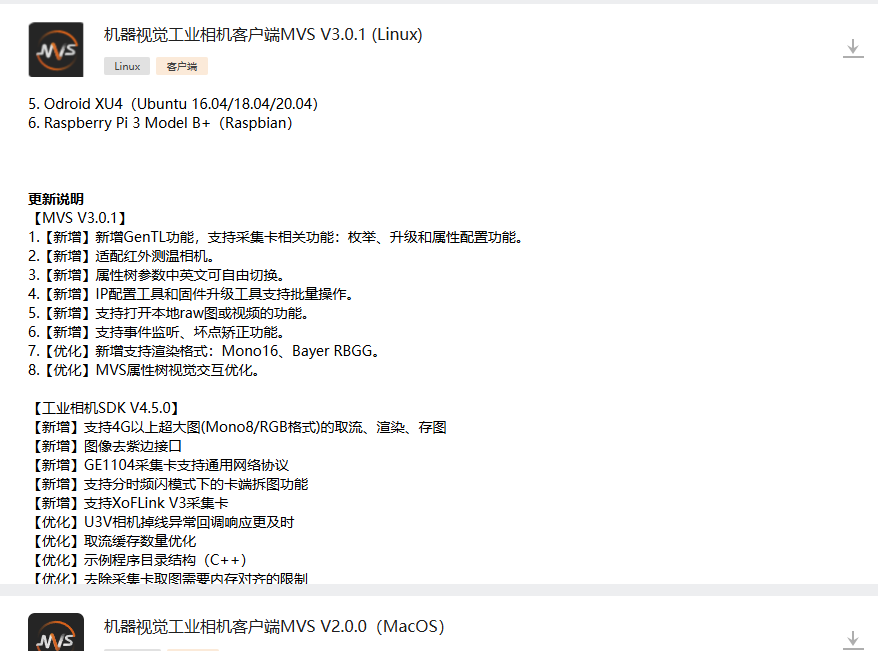 MVS
机器视觉工业相机客户端MVS V3.0.1 (Linux)
Linux 客户端
5. Odroid XU4（Ubuntu 16.04/18.04/20.04）
6. Raspberry Pi 3 Model B+（Raspbian）
更新说明
【MVS V3.0.1】
1.【新增】新增GenTL功能，支持采集卡相关功能：枚举、升级和属性配置功能。
2.【新增】适配红外测温相机。
3.【新增】属性树参数中英文可自由切换。
4.【新增】IP配置工具和固件升级工具支持批量操作。
5.【新增】支持打开本地raw图或视频的功能。
6.【新增】支持事件监听、坏点矫正功能。
7.【优化】新增支持渲染格式：Mono16、Bayer RBGG。
8.【优化】MVS属性树视觉交互优化。
【工业相机SDK V4.5.0】
【新增】支持4G以上超大图(Mono8/RGB格式)的取流、渲染、存图
【新增】图像去紫边接口
【新增】GE1104采集卡支持通用网络协议
【新增】支持分时频闪模式下的卡端拆图功能
【新增】支持XoFLink V3采集卡
【优化】U3V相机掉线异常回调响应更及时
【优化】取流缓存数量优化
【优化】示例程序目录结构（C++）
【优化】去除采集卡取图需要内存对齐的限制
MVS
机器视觉工业相机客户端MVS V2.0.0（MacOS）